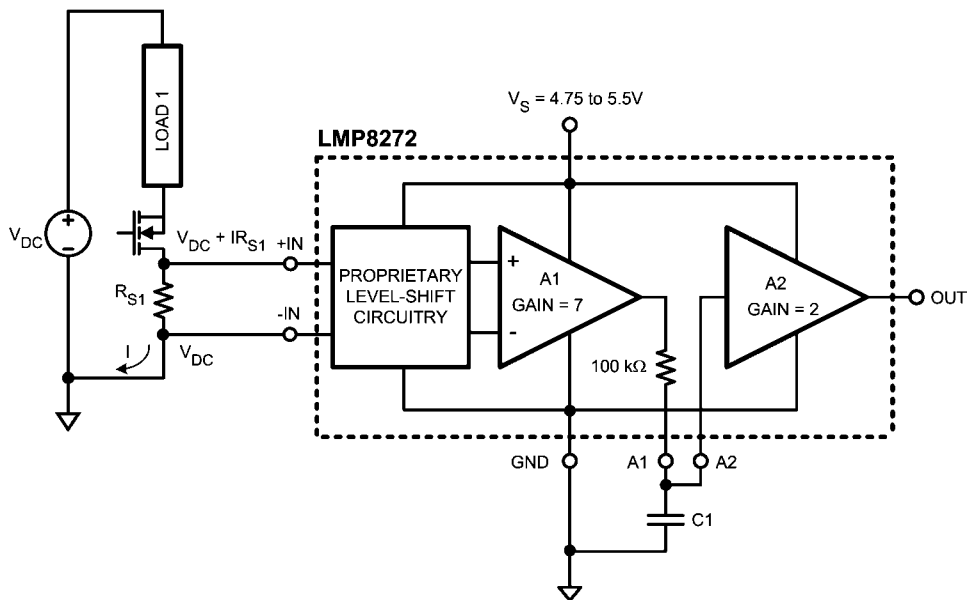 V_S = 4.75 to 5.5V
LMP8272
LOAD 1
V_DC
+
-
V_DC + IR_S1
+IN
R_S1
-IN
I
V_DC
PROPRIETARY
LEVEL-SHIFT
CIRCUITRY
+
-
A1
GAIN = 7
A2
GAIN = 2
OUT
100 kΩ
GND
A1
A2
C1